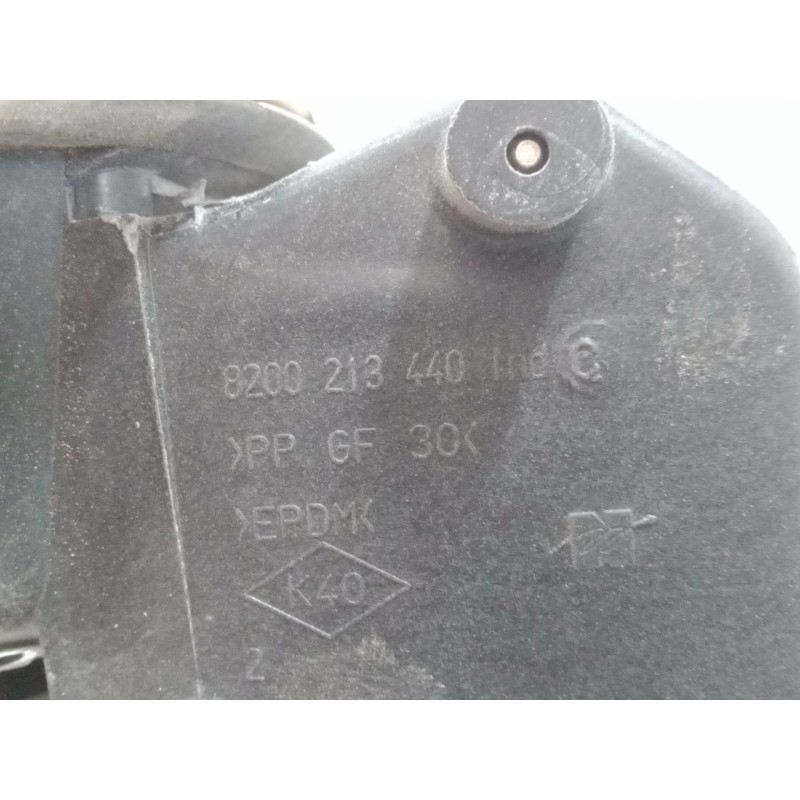 8200 213 440 Ind C
>PP GF 30<
>EPDM<
K40
2